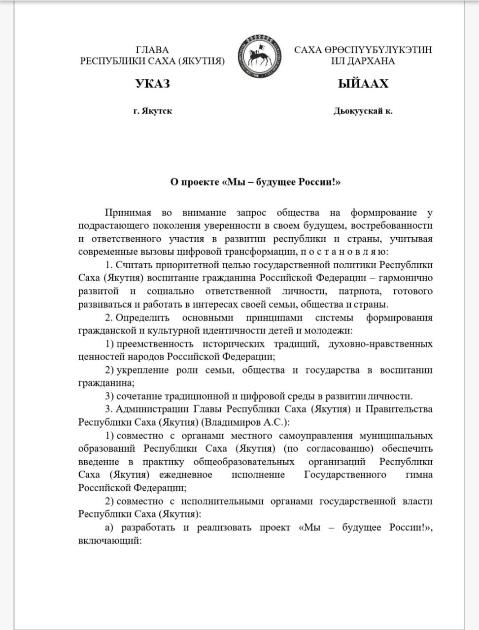 ГЛАВА
РЕСПУБЛИКИ САХА (ЯКУТИЯ)
УКАЗ
г. Якутск
САХА ӨРӨСПҮҮБҮЛҮКЭТИН
ИЛ ДАРХАНА
ЫЙААХ
Дьокуускай к.
О проекте «Мы – будущее России!»
Принимая во внимание запрос общества на формирование у
подрастающего поколения уверенности в своем будущем, востребованности
и ответственного участия в развитии республики и страны, учитывая
современные вызовы цифровой трансформации, п о с т а н о в л я ю:
1. Считать приоритетной целью государственной политики Республики
Саха (Якутия) воспитание гражданина Российской Федерации – гармонично
развитой и социально ответственной личности, патриота, готового
развиваться и работать в интересах своей семьи, общества и страны.
2. Определить основными принципами системы формирования
гражданской и культурной идентичности детей и молодежи:
1) преемственность исторических традиций, духовно-нравственных
ценностей народов Российской Федерации;
2) укрепление роли семьи, общества и государства в воспитании
гражданина;
3) сочетание традиционной и цифровой среды в развитии личности.
3. Администрации Главы Республики Саха (Якутия) и Правительства
Республики Саха (Якутия) (Владимиров А.С.):
1) совместно с органами местного самоуправления муниципальных
образований Республики Саха (Якутия) (по согласованию) обеспечить
введение в практику общеобразовательных организаций Республики
Саха (Якутия) ежедневное исполнение Государственного гимна
Российской Федерации;
2) совместно с исполнительными органами государственной власти
Республики Саха (Якутия):
а) разработать и реализовать проект «Мы – будущее России!»,
включающий: